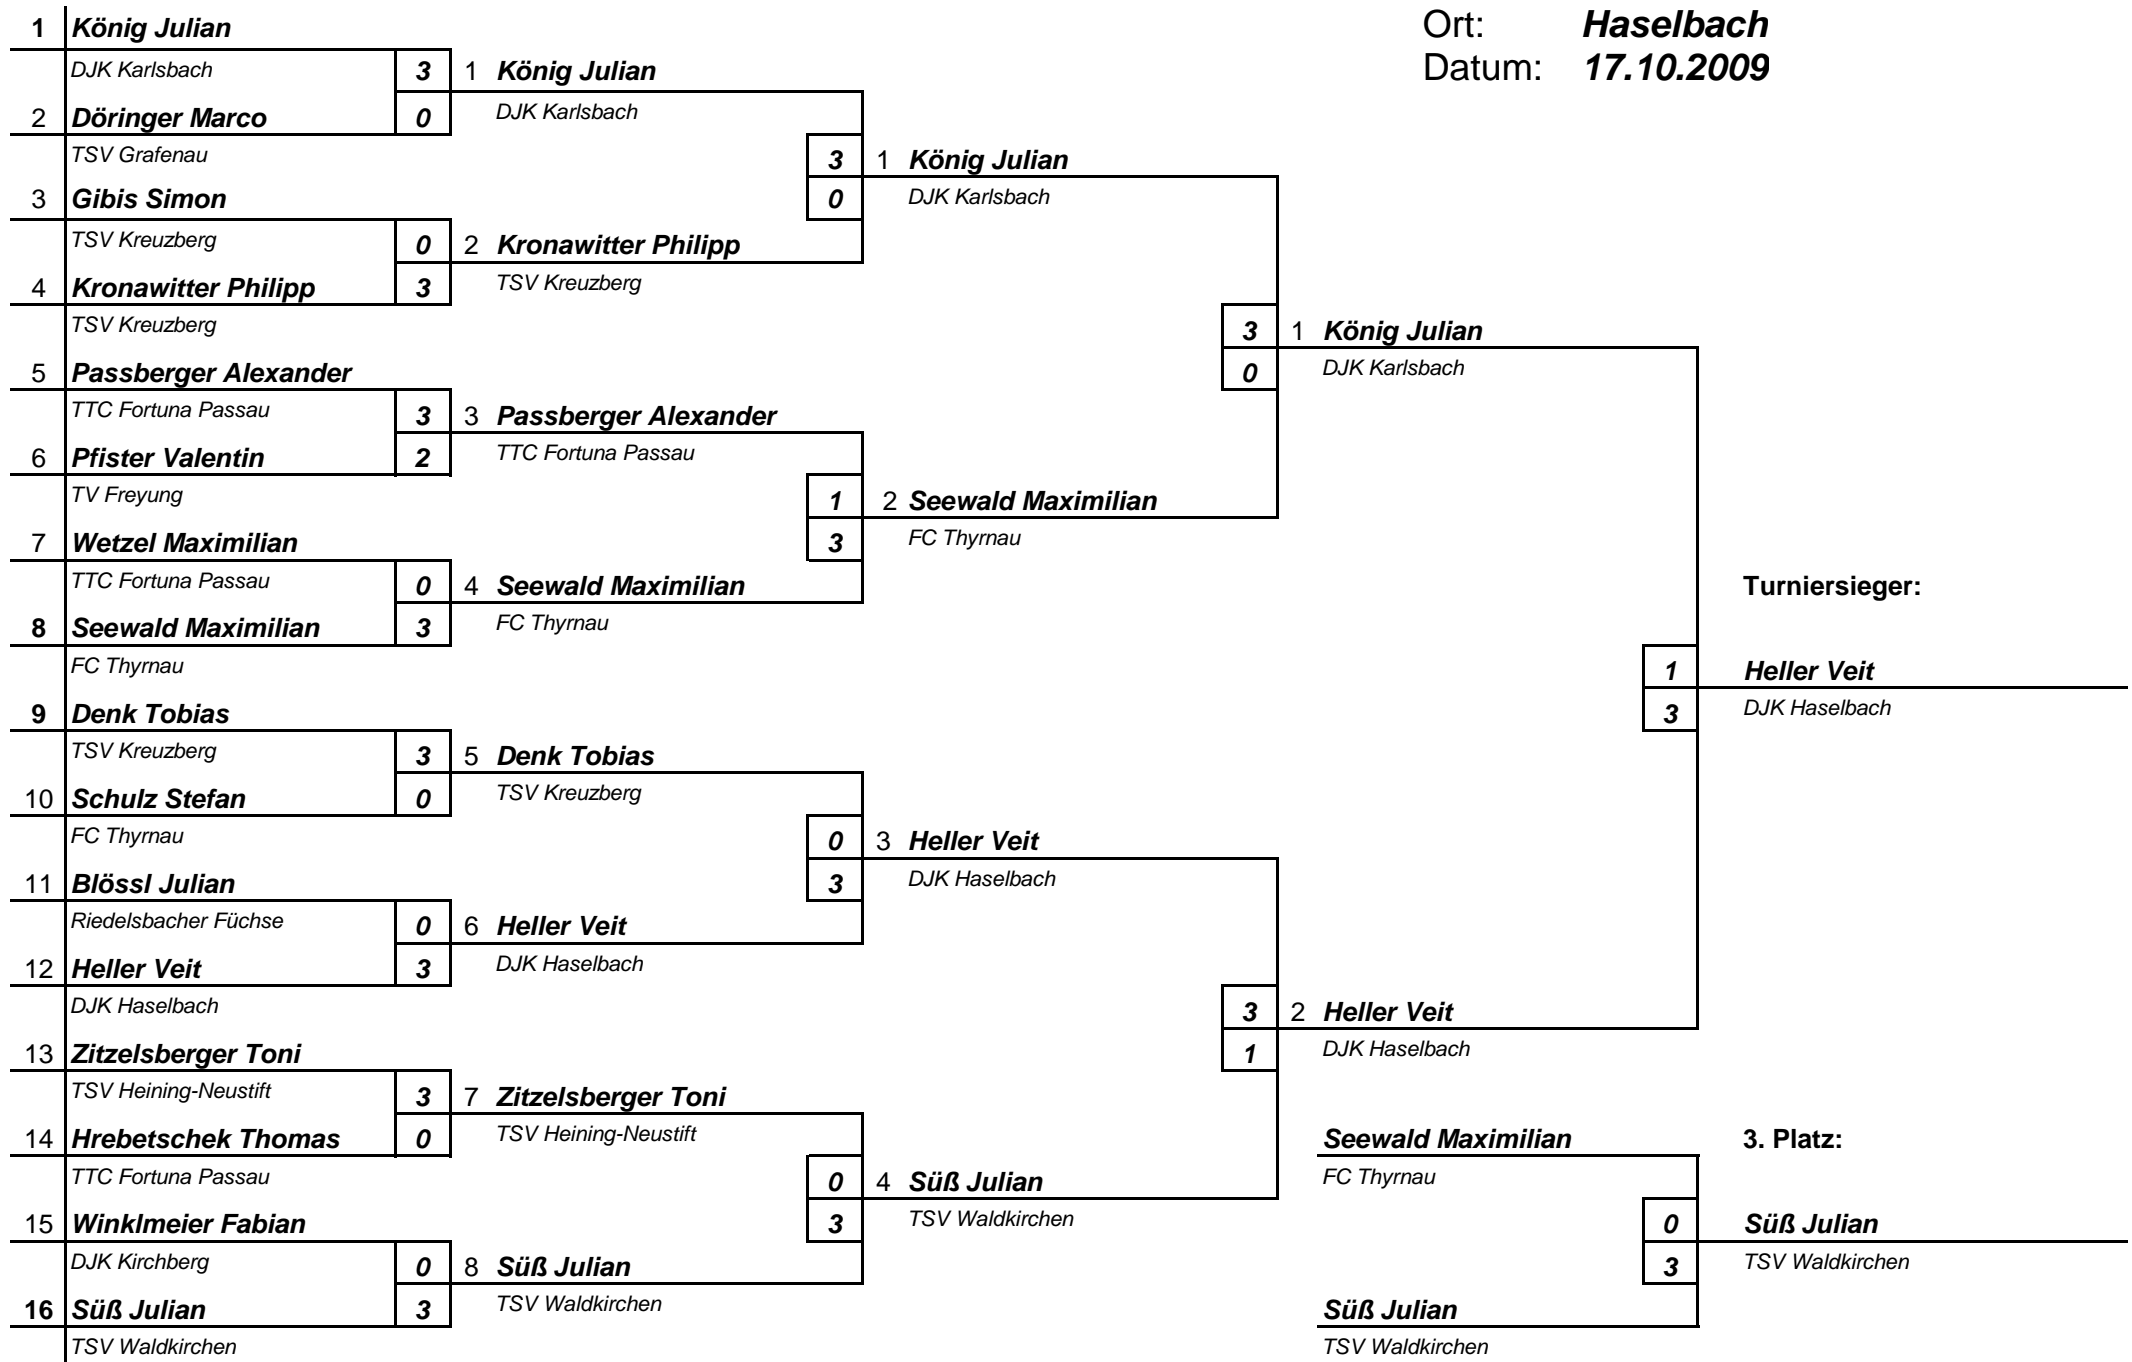 1 König Julian Ort: Haselbach
DJK Karlsbach 3 1 König Julian Datum: 17.10.2009
2 Döringer Marco 0 DJK Karlsbach
TSV Grafenau 3 1 König Julian
3 Gibis Simon 0 DJK Karlsbach
TSV Kreuzberg 0 2 Kronawitter Philipp
4 Kronawitter Philipp 3 TSV Kreuzberg
TSV Kreuzberg 3 1 König Julian
5 Passberger Alexander 0 DJK Karlsbach
TTC Fortuna Passau 3 3 Passberger Alexander
6 Pfister Valentin 2 TTC Fortuna Passau
TV Freyung 1 2 Seewald Maximilian
7 Wetzel Maximilian 3 FC Thyrnau
TTC Fortuna Passau 0 4 Seewald Maximilian Turniersieger:
8 Seewald Maximilian 3 FC Thyrnau
FC Thyrnau 1 Heller Veit
9 Denk Tobias 3 DJK Haselbach
TSV Kreuzberg 3 5 Denk Tobias
10 Schulz Stefan 0 TSV Kreuzberg
FC Thyrnau 0 3 Heller Veit
11 Blössl Julian 3 DJK Haselbach
Riedelsbacher Füchse 0 6 Heller Veit
12 Heller Veit 3 DJK Haselbach
DJK Haselbach 3 2 Heller Veit
13 Zitzelsberger Toni 1 DJK Haselbach
TSV Heining-Neustift 3 7 Zitzelsberger Toni
14 Hrebetschek Thomas 0 TSV Heining-Neustift Seewald Maximilian 3. Platz:
TTC Fortuna Passau 0 4 Süß Julian FC Thyrnau
15 Winklmeier Fabian 3 TSV Waldkirchen 0 Süß Julian
DJK Kirchberg 0 8 Süß Julian 3 TSV Waldkirchen
16 Süß Julian 3 TSV Waldkirchen Süß Julian
TSV Waldkirchen TSV Waldkirchen